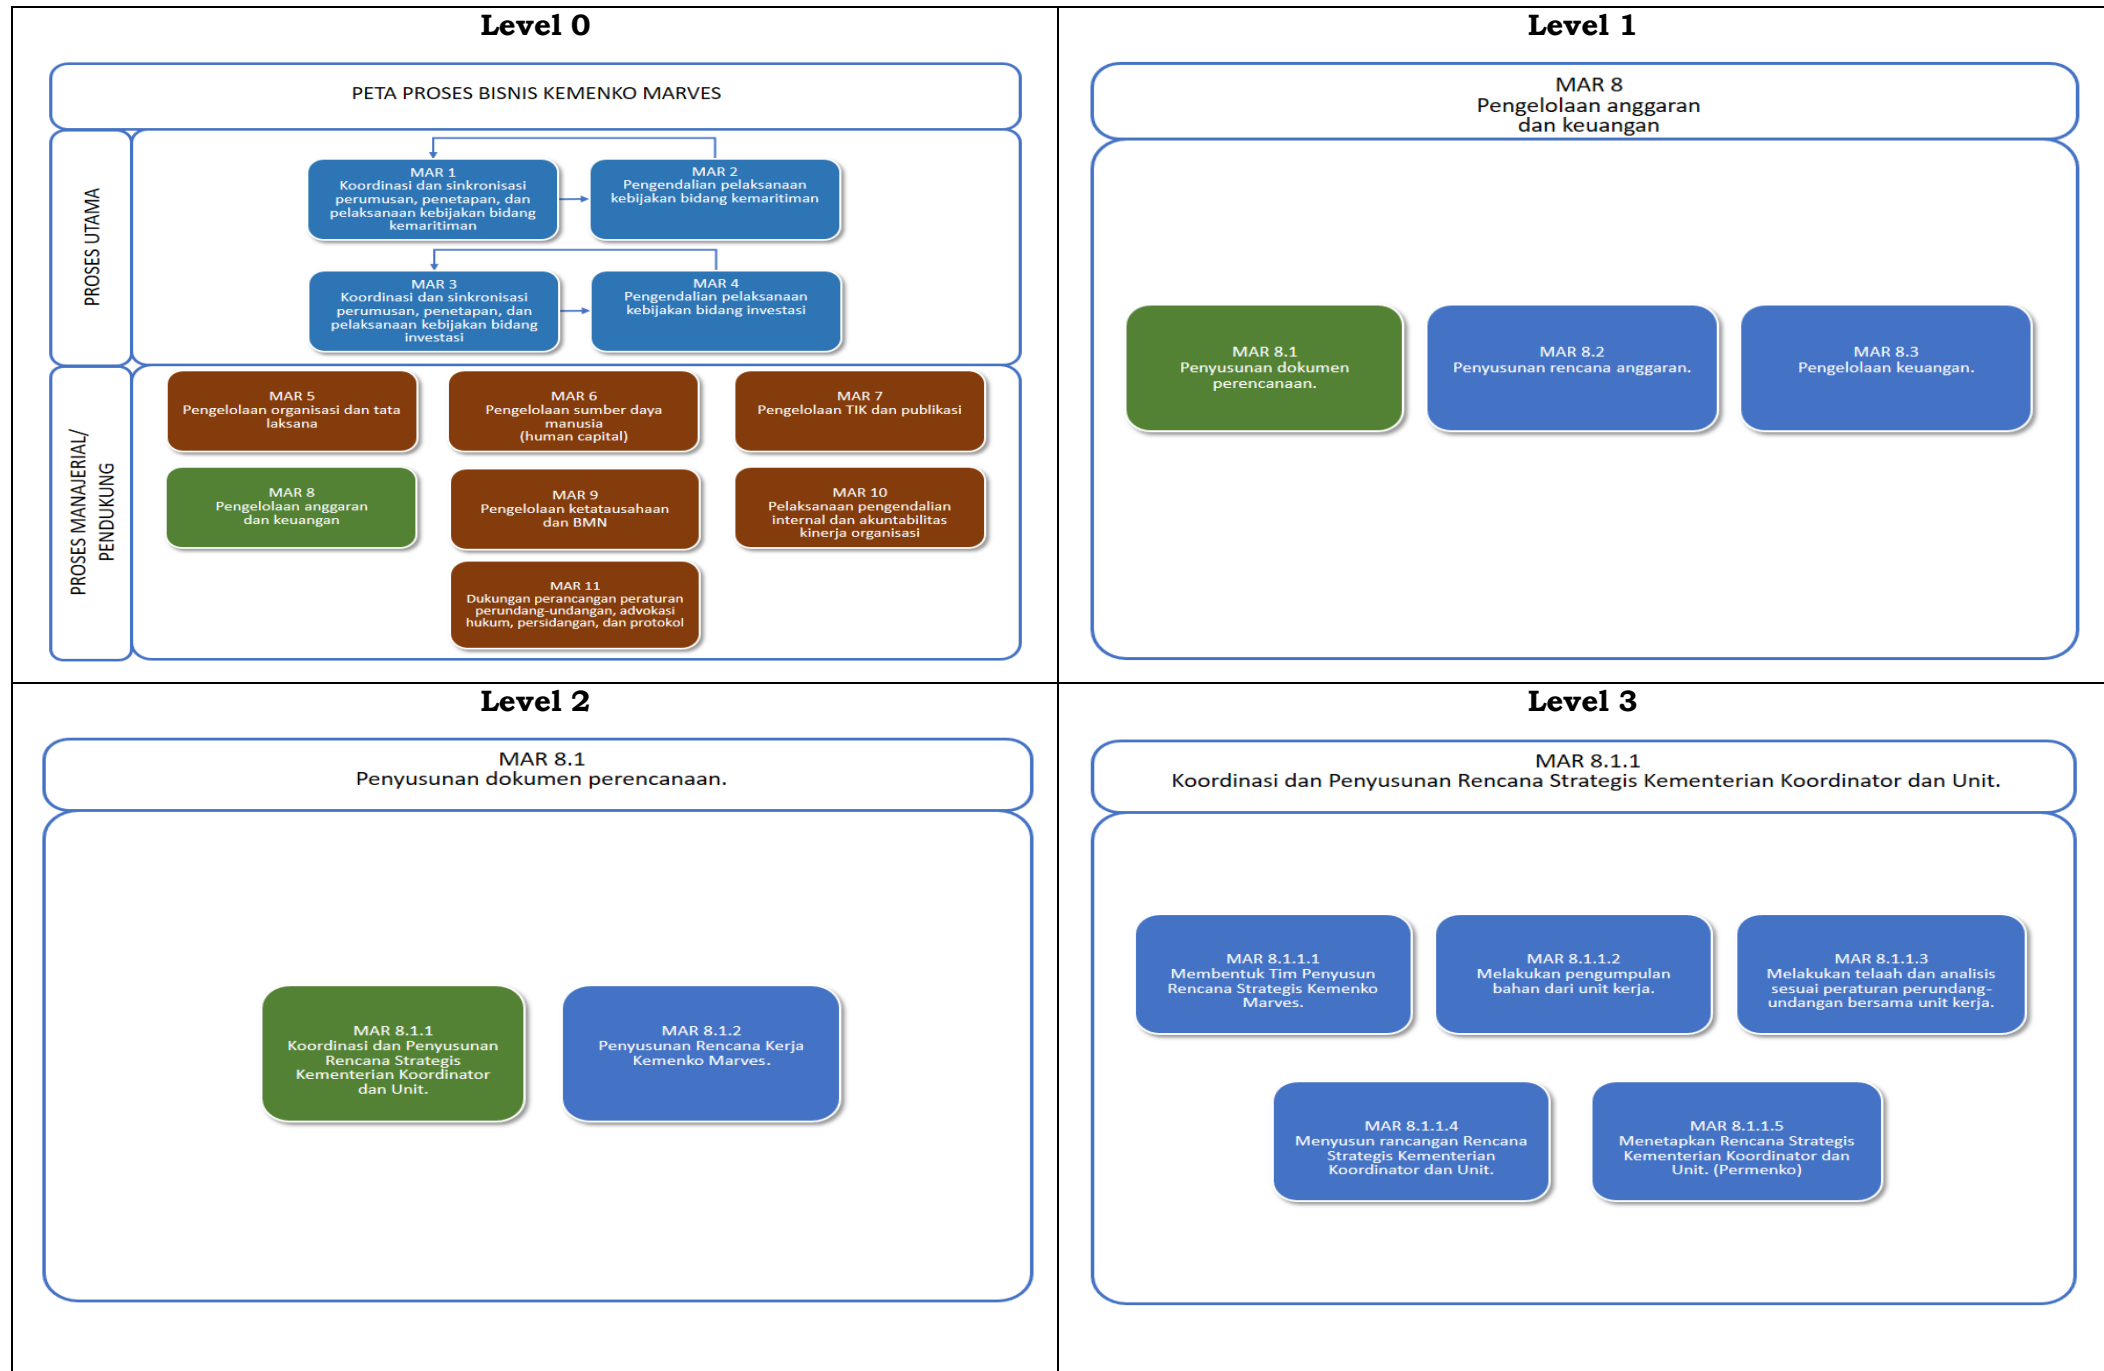 Level 0
PETA PROSES BISNIS KEMENKO MARVES
PROSES UTAMA
MAR 1
Koordinasi dan sinkronisasi
perumusan, penetapan, dan
pelaksanaan kebijakan bidang
kemaritiman
MAR 2
Pengendalian pelaksanaan
kebijakan bidang kemaritiman
MAR 3
Koordinasi dan sinkronisasi
perumusan, penetapan, dan
pelaksanaan kebijakan bidang
investasi
MAR 4
Pengendalian pelaksanaan
kebijakan bidang investasi
PROSES MANAJERIAL/
PENDUKUNG
MAR 5
Pengelolaan organisasi dan tata
laksana
MAR 6
Pengelolaan sumber daya
manusia
(human capital)
MAR 7
Pengelolaan TIK dan publikasi
MAR 8
Pengelolaan anggaran
dan keuangan
MAR 9
Pengelolaan ketatausahaan
dan BMN
MAR 10
Pelaksanaan pengendalian
internal dan akuntabilitas
kinerja organisasi
MAR 11
Dukungan perancangan peraturan
perundang-undangan, advokasi
hukum, persidangan, dan protokol
Level 1
MAR 8
Pengelolaan anggaran
dan keuangan
MAR 8.1
Penyusunan dokumen
perencanaan.
MAR 8.2
Penyusunan rencana anggaran.
MAR 8.3
Pengelolaan keuangan.
Level 2
MAR 8.1
Penyusunan dokumen perencanaan.
MAR 8.1.1
Koordinasi dan Penyusunan
Rencana Strategis
Kementerian Koordinator
dan Unit.
MAR 8.1.2
Penyusunan Rencana Kerja
Kemenko Marves.
Level 3
MAR 8.1.1
Koordinasi dan Penyusunan Rencana Strategis Kementerian Koordinator dan Unit.
MAR 8.1.1.1
Membentuk Tim Penyusun
Rencana Strategis Kemenko
Marves.
MAR 8.1.1.2
Melakukan pengumpulan
bahan dari unit kerja.
MAR 8.1.1.3
Melakukan telaah dan analisis
sesuai peraturan perundang-
undangan bersama unit kerja.
MAR 8.1.1.4
Menyusun rancangan Rencana
Strategis Kementerian
Koordinator dan Unit.
MAR 8.1.1.5
Menetapkan Rencana Strategis
Kementerian Koordinator dan
Unit. (Permenko)